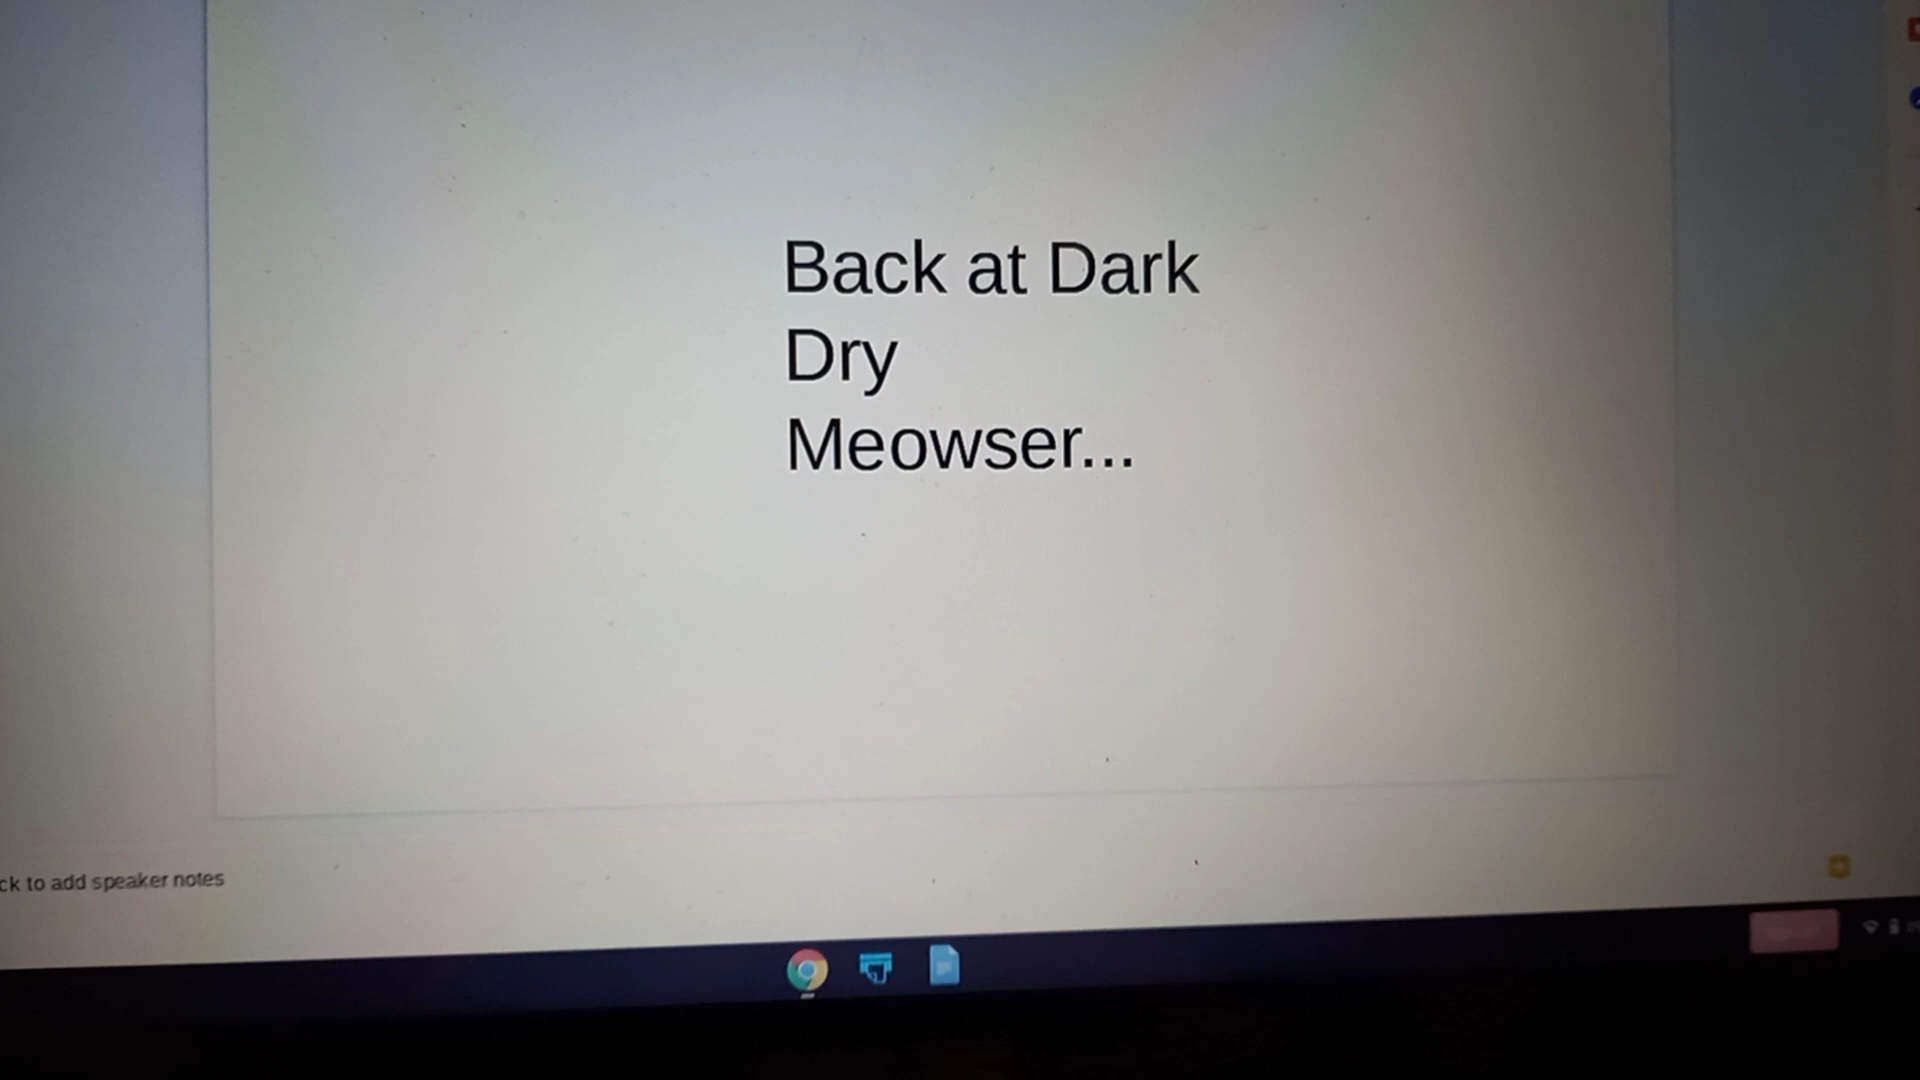 Back at Dark
Dry
Meowser...
ck to add speaker notes